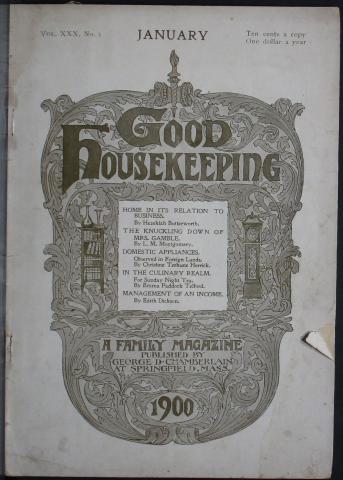 VOL. XXX, No. 1
JANUARY
Ten cents a copy
One dollar a year
GOOD
HOUSEKEEPING
HOME IN ITS RELATION TO
BUSINESS.
By Hezekiah Butterworth.
THE KNUCKLING DOWN OF
MRS. GAMBLE.
By L. M. Montgomery.
DOMESTIC APPLIANCES.
Observed in Foreign Lands.
By Christine Terhune Herrick.
IN THE CULINARY REALM.
For Sunday Night Tea.
By Emma Paddock Telford.
MANAGEMENT OF AN INCOME.
By Edith Dickson.
A FAMILY MAGAZINE
PUBLISHED BY
GEORGE D. CHAMBERLAIN
AT SPRINGFIELD, MASS.
1900